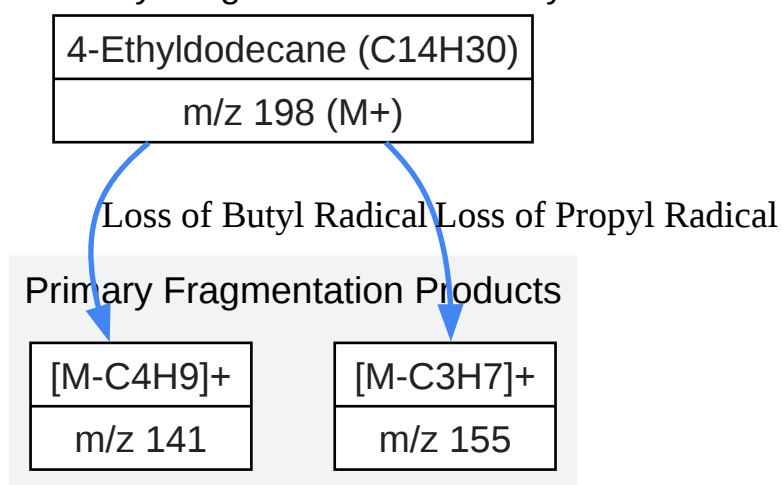 4-Ethyldodecane (C14H30)
m/z 198 (M+)
Loss of Butyl Radical
Loss of Propyl Radical
Primary Fragmentation Products
[M-C4H9]+
m/z 141
[M-C3H7]+
m/z 155